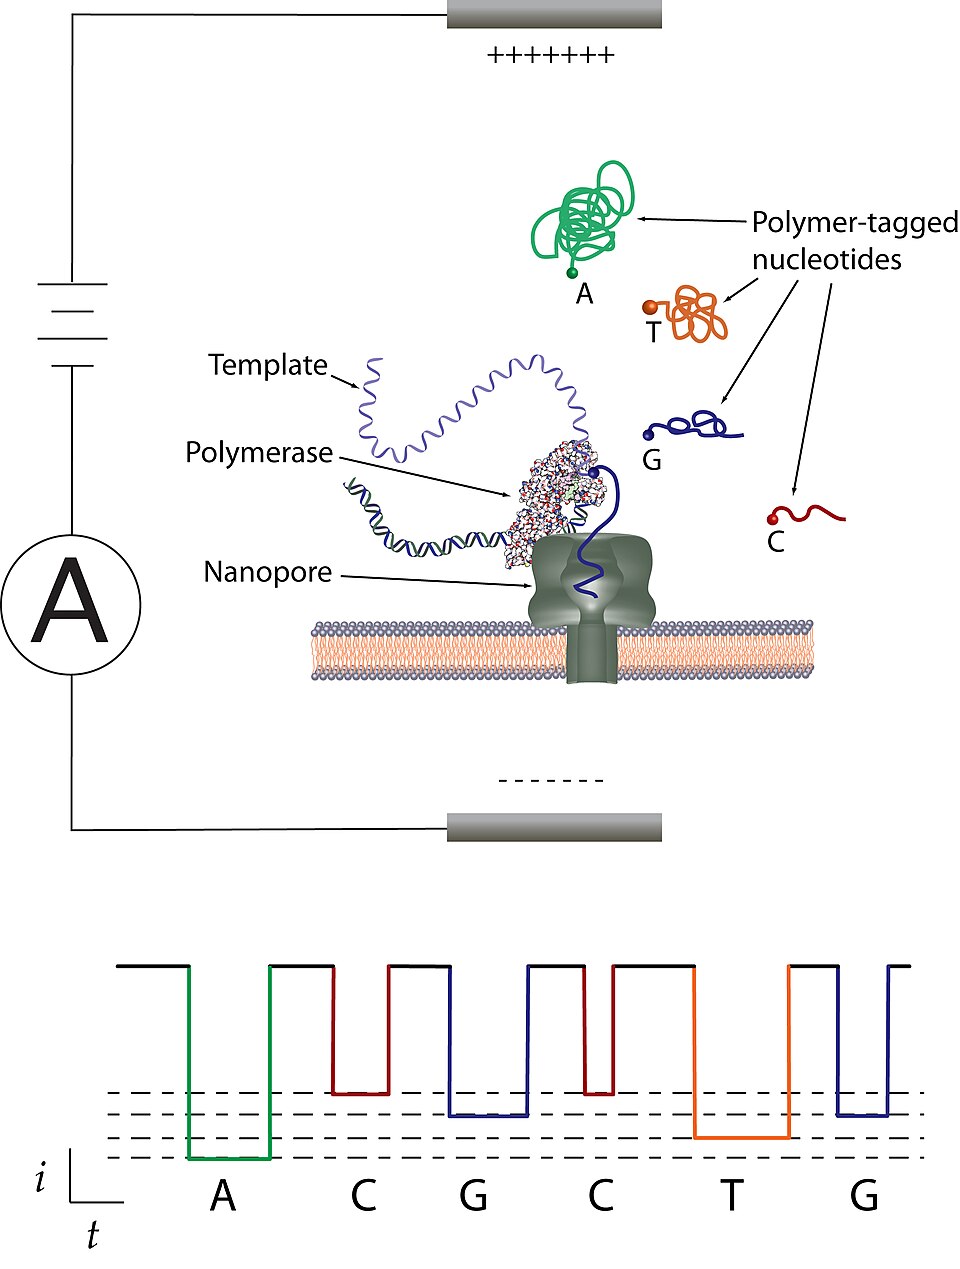 +++++++
Polymer-tagged
nucleotides
A
T
Template
Polymerase
G
C
Nanopore
A
-------
i
t
A C G C T G